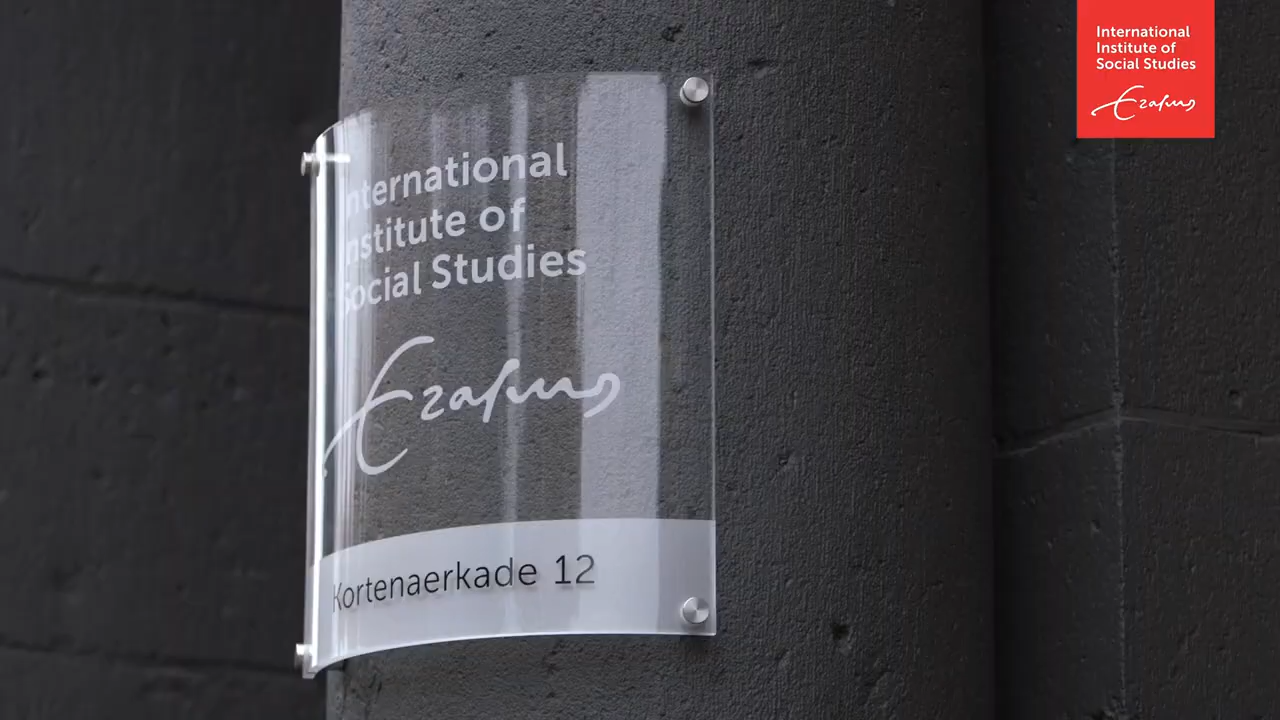 International
Institute of
Social Studies
Erasmus
Kortenaerkade 12
International
Institute of
Social Studies
Erasmus